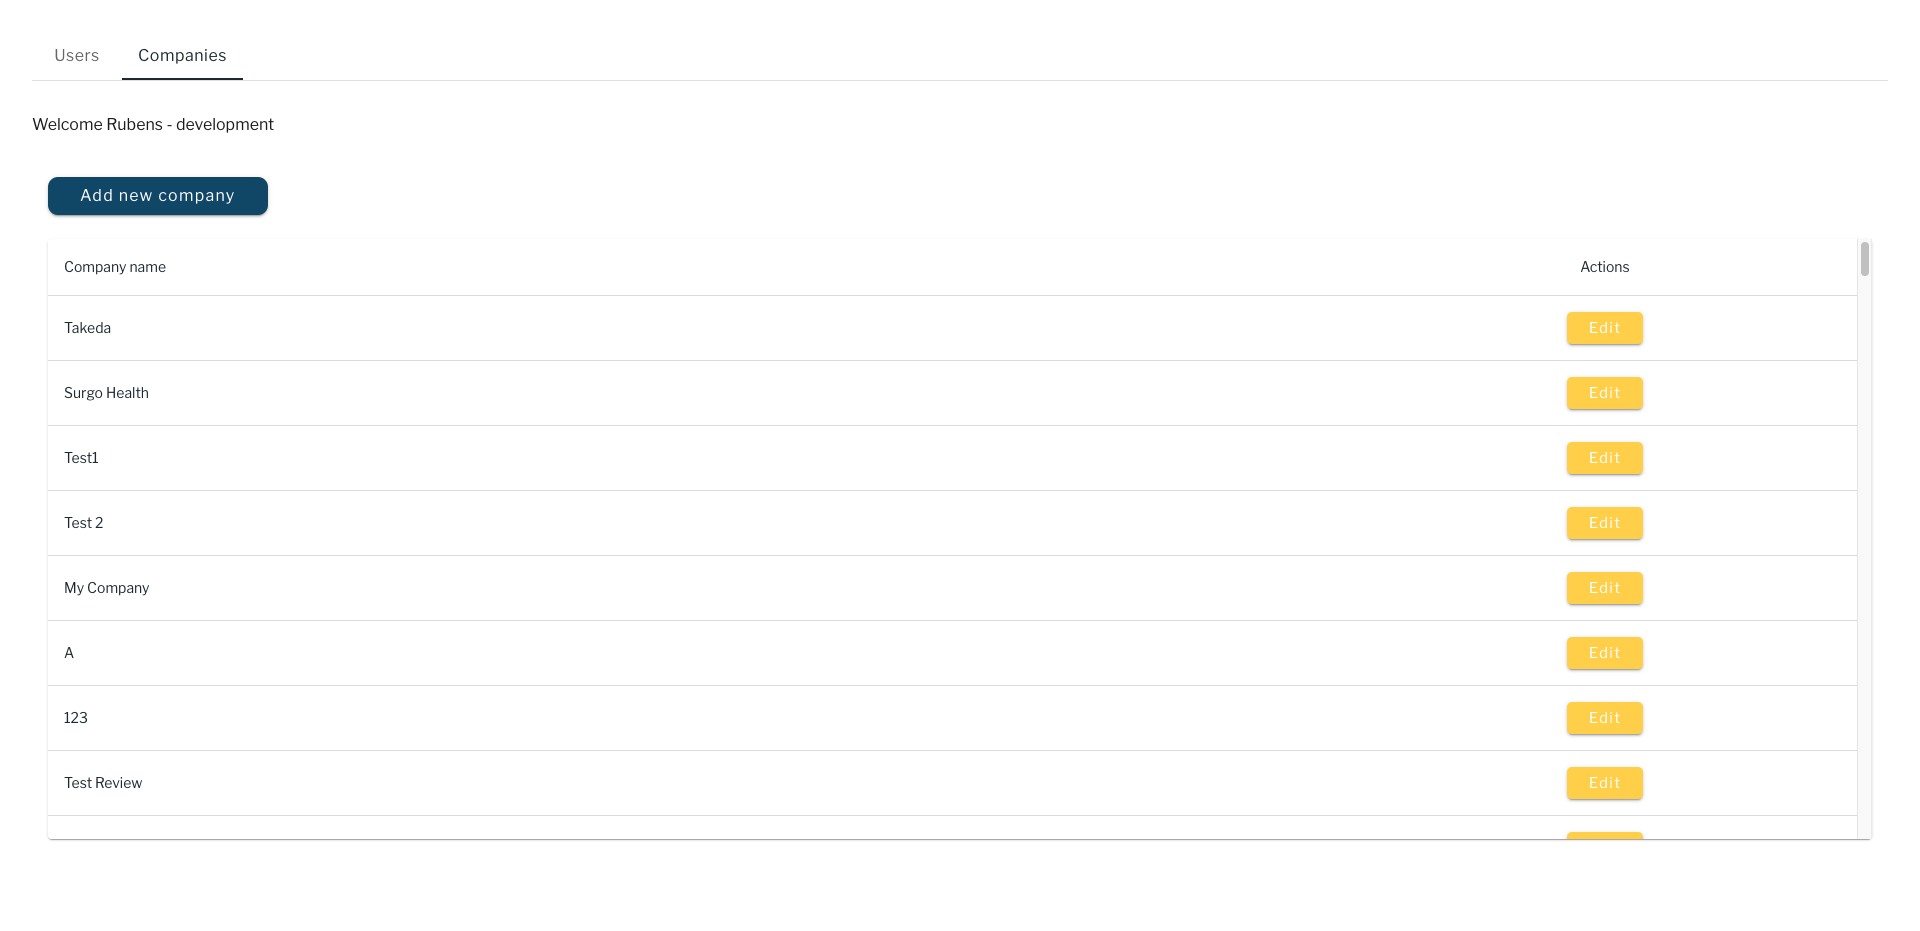 Users Companies
Welcome Rubens - development
Add new company
Company name Actions
Takeda Edit
Surgo Health Edit
Test1 Edit
Test 2 Edit
My Company Edit
A Edit
123 Edit
Test Review Edit